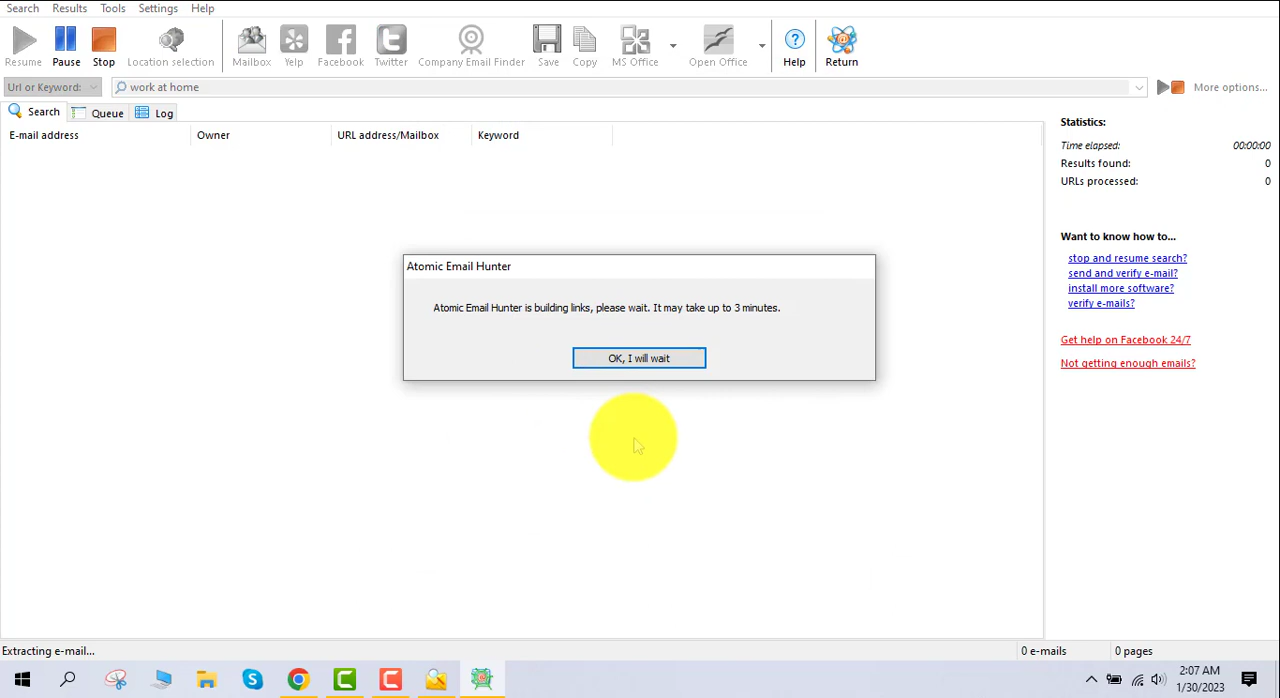 Search Results Tools Settings Help
Resume Pause Stop Location selection Mailbox Yelp Facebook Twitter Company Email Finder Save Copy MS Office Open Office Help Return
Url or Keyword: work at home More options...
Search Queue Log
E-mail address Owner URL address/Mailbox Keyword
Statistics:
Time elapsed: 00:00:00
Results found: 0
URLs processed: 0
Want to know how to...
stop and resume search?
send and verify e-mail?
install more software?
verify e-mails?
Get help on Facebook 24/7
Not getting enough emails?
Atomic Email Hunter
Atomic Email Hunter is building links, please wait. It may take up to 3 minutes.
OK, I will wait
Extracting e-mail... 0 e-mails 0 pages
2:07 AM
1/30/2023